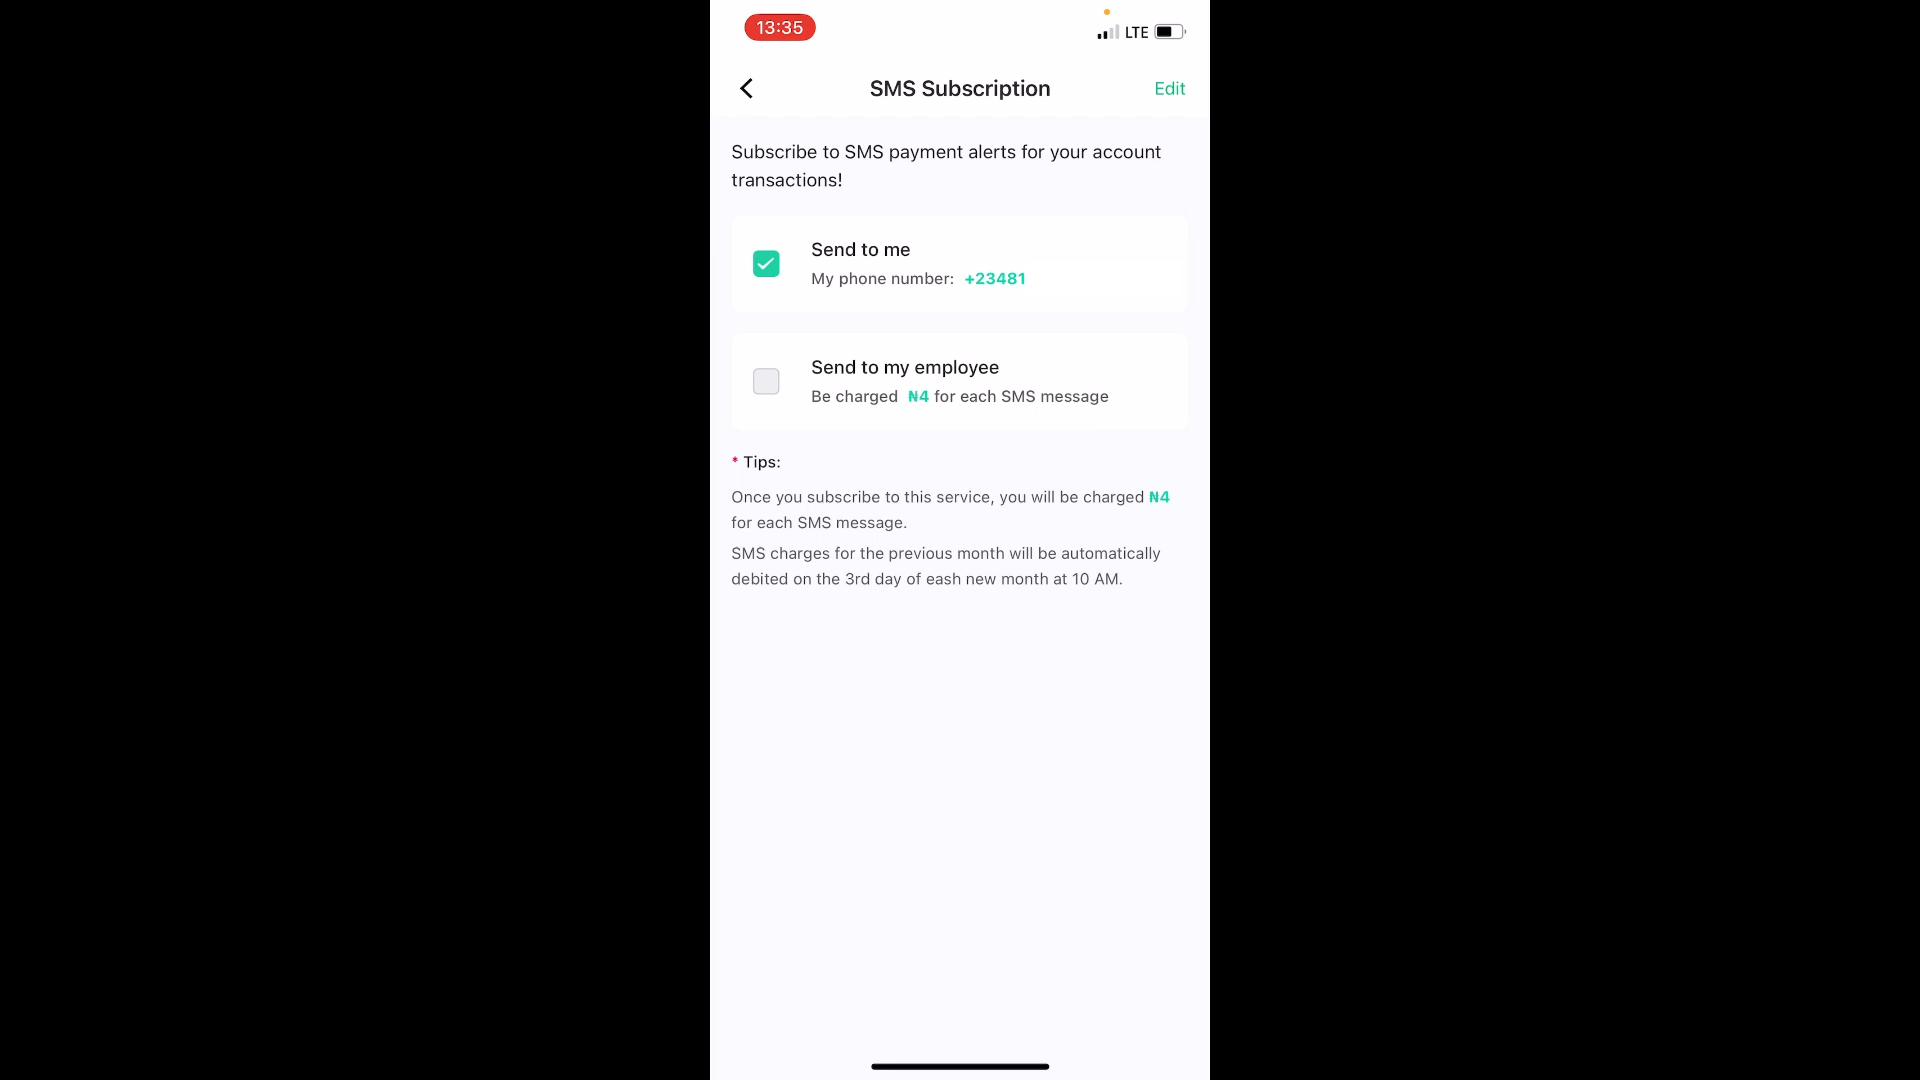 13:35
LTE
SMS Subscription
Edit
Subscribe to SMS payment alerts for your account
transactions!
Send to me
My phone number: +23481
Send to my employee
Be charged ₦4 for each SMS message
* Tips:
Once you subscribe to this service, you will be charged ₦4
for each SMS message.
SMS charges for the previous month will be automatically
debited on the 3rd day of eash new month at 10 AM.